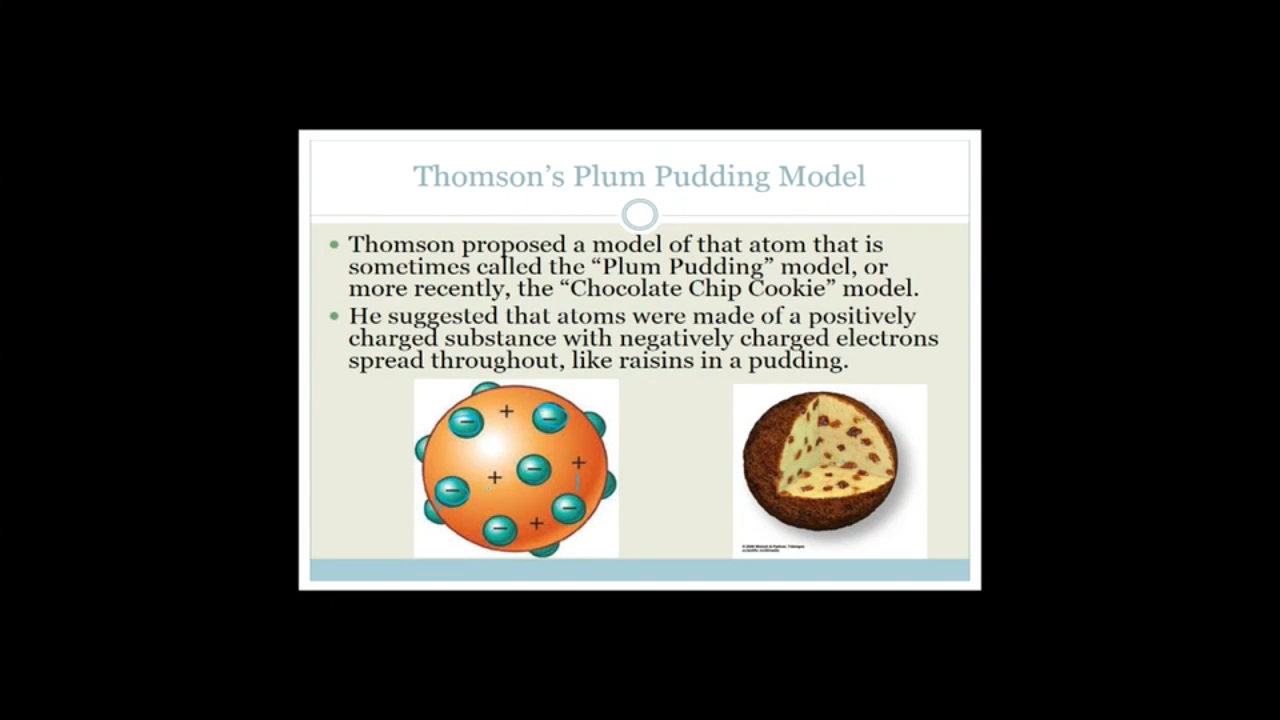 Thomson’s Plum Pudding Model
• Thomson proposed a model of that atom that is
sometimes called the “Plum Pudding” model, or
more recently, the “Chocolate Chip Cookie” model.
• He suggested that atoms were made of a positively
charged substance with negatively charged electrons
spread throughout, like raisins in a pudding.